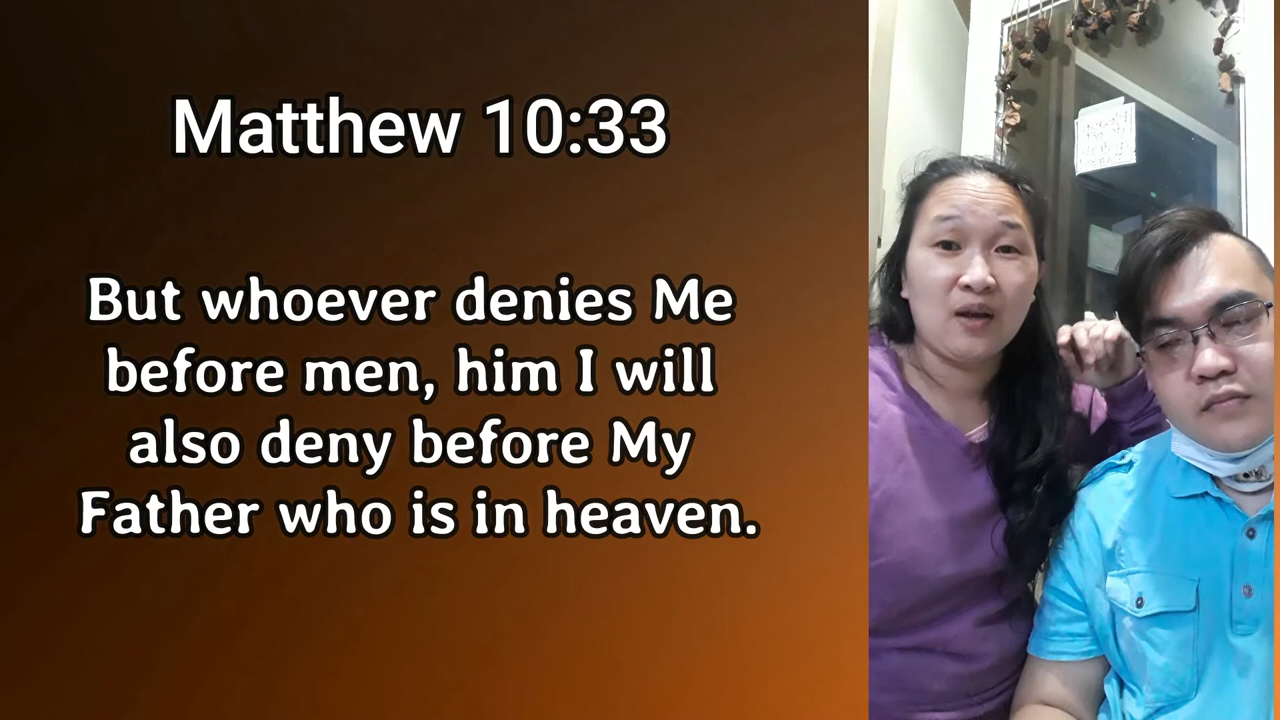 Matthew 10:33
But whoever denies Me
before men, him I will
also deny before My
Father who is in heaven.